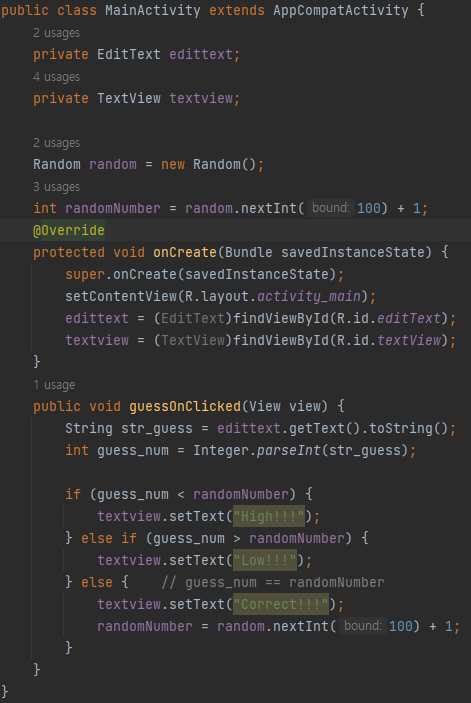 public class MainActivity extends AppCompatActivity {
2 usages
private EditText edittext;
4 usages
private TextView textview;
2 usages
Random random = new Random();
3 usages
int randomNumber = random.nextInt( bound: 100) + 1;
@Override
protected void onCreate(Bundle savedInstanceState) {
super.onCreate(savedInstanceState);
setContentView(R.layout.activity_main);
edittext = (EditText)findViewById(R.id.editText);
textview = (TextView)findViewById(R.id.textView);
}
1 usage
public void guessOnClicked(View view) {
String str_guess = edittext.getText().toString();
int guess_num = Integer.parseInt(str_guess);
if (guess_num < randomNumber) {
textview.setText("High!!!");
} else if (guess_num > randomNumber) {
textview.setText("Low!!!");
} else {    // guess_num == randomNumber
textview.setText("Correct!!!");
randomNumber = random.nextInt( bound: 100) + 1;
}
}
}